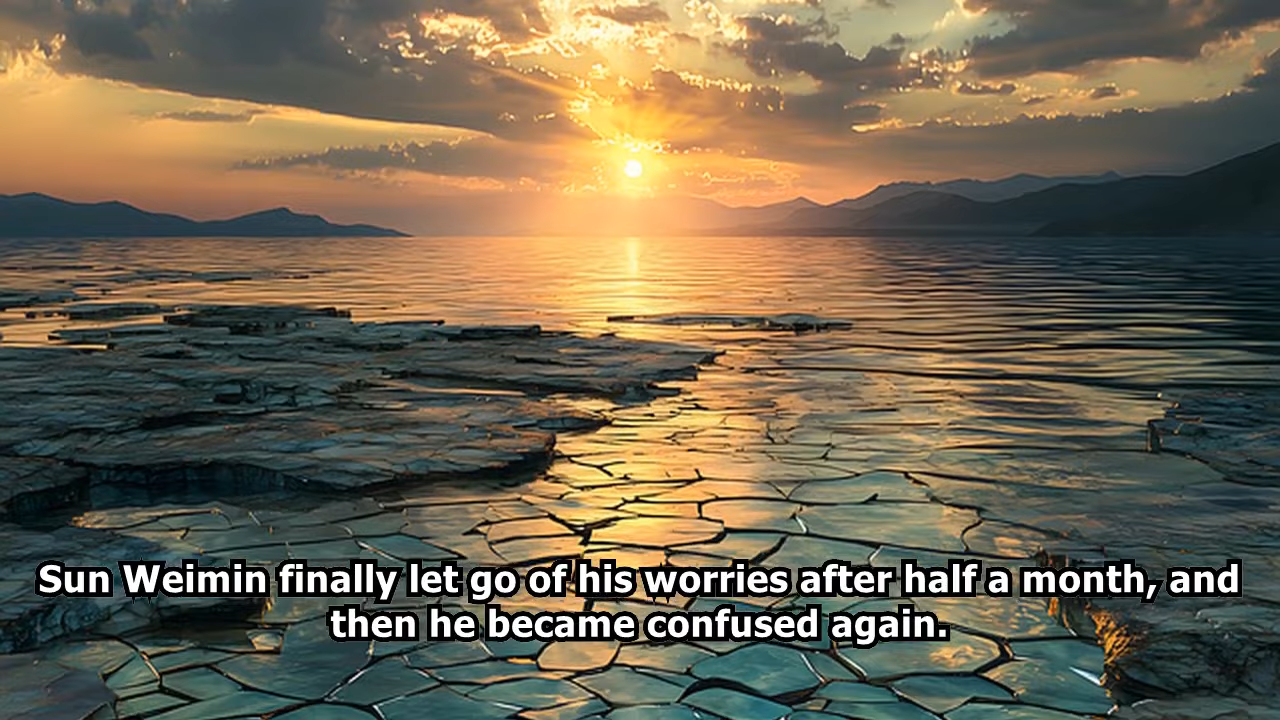 Sun Weimin finally let go of his worries after half a month, and
then he became confused again.